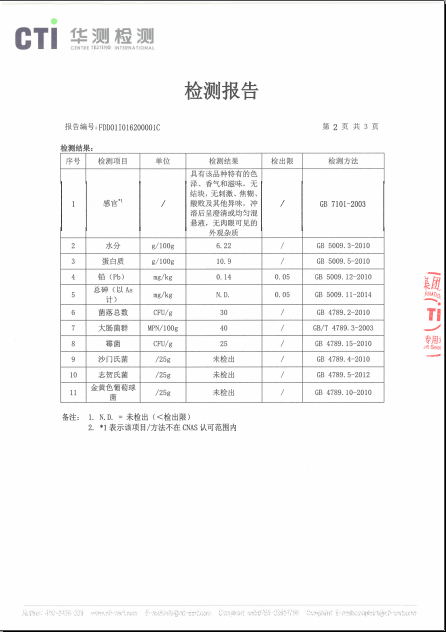 CTI 华测检测
CENTRE TESTING INTERNATIONAL
检测报告
报告编号:FDD01I016200001C 第 2 页 共 3 页
检测结果:
序号 检测项目 单位 检测结果 检出限 检测方法
1 感官*1 / 具有该品种特有的色泽、香气和滋味,无结块,无刺激、焦糊、酸败及其他异味,冲溶后呈澄清或均匀混悬液,无肉眼可见的外观杂质 / GB 7101-2003
2 水分 g/100g 6.22 / GB 5009.3-2010
3 蛋白质 g/100g 10.9 / GB 5009.5-2010
4 铅(Pb) mg/kg 0.14 0.05 GB 5009.12-2010
5 总砷(以 As 计) mg/kg N.D. 0.05 GB 5009.11-2014
6 菌落总数 CFU/g 30 / GB 4789.2-2010
7 大肠菌群 MPN/100g 40 / GB/T 4789.3-2003
8 霉菌 CFU/g 25 / GB 4789.15-2010
9 沙门氏菌 /25g 未检出 / GB 4789.4-2010
10 志贺氏菌 /25g 未检出 / GB 4789.5-2012
11 金黄色葡萄球菌 /25g 未检出 / GB 4789.10-2010
备注: 1. N.D. = 未检出(<检出限)
2. *1 表示该项目/方法不在 CNAS 认可范围内
集团
TI
专用